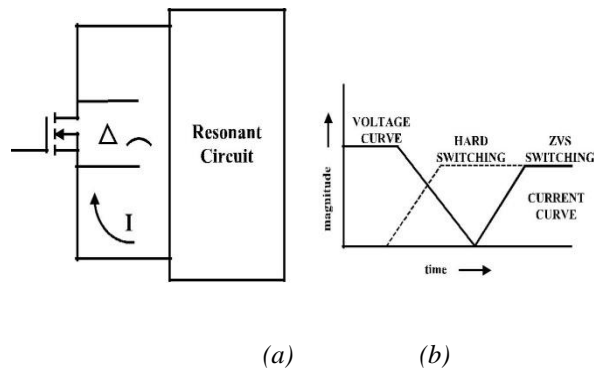 Resonant
Circuit
I
VOLTAGE
CURVE
HARD
SWITCHING
ZVS
SWITCHING
CURRENT
CURVE
magnitude
time
(a)
(b)